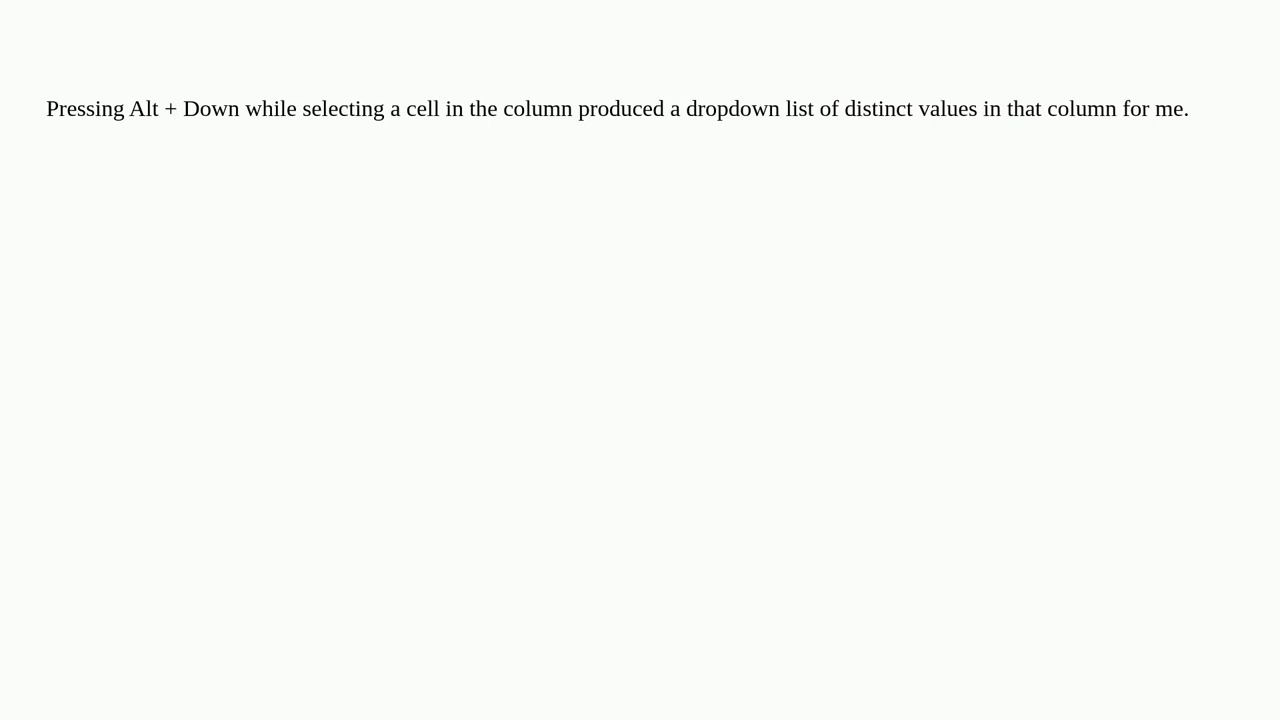 Pressing Alt + Down while selecting a cell in the column produced a dropdown list of distinct values in that column for me.